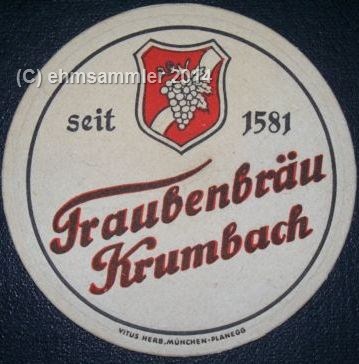 (C) ehmsammler 2014
seit 1581
Traubenbräu
Krumbach
VITUS HERB, MÜNCHEN-PLANEGG